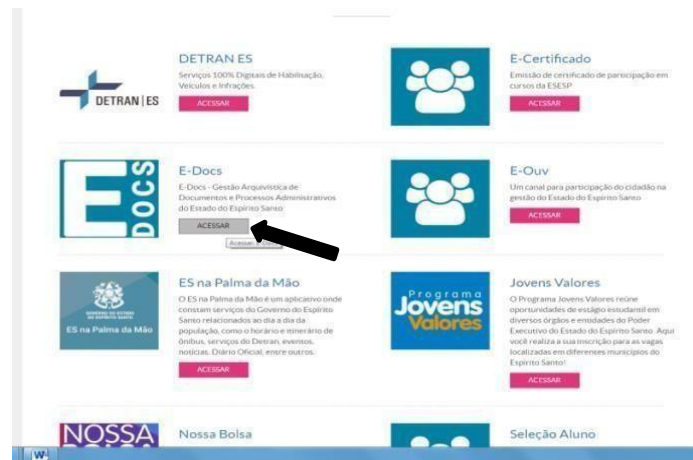 DETRAN ES
Serviços 100% Digitais de Habilitação,
Veículos e Infrações.
ACESSAR
DETRAN|ES
E-Certificado
Emissão de certificado de participação em
cursos da ESESP
ACESSAR
E DOCS
E-Docs
E-Docs - Gestão Arquivística de
Documentos e Processos Administrativos
do Estado do Espírito Santo
ACESSAR
Acessar
E-Ouv
Um canal para participação do cidadão na
gestão do Espírito Santo
ACESSAR
GOVERNO DO ESTADO
DO ESPÍRITO SANTO
ES na Palma da Mão
ES na Palma da Mão
O ES na Palma da Mão é um aplicativo onde
constam serviços do Governo do Espírito
Santo relacionados ao dia a dia da
população, como o horário e itinerário de
ônibus, serviços do Detran, eventos,
notícias, Diário Oficial, entre outros.
ACESSAR
Programa
Jovens
Valores
Jovens Valores
O Programa Jovens Valores reúne
oportunidades de estágio estudantil em
diversos órgãos e entidades do Poder
Executivo do Estado do Espírito Santo. Aqui
você realiza a sua inscrição para as vagas
localizadas em diferentes municípios do
Espírito Santo!
ACESSAR
NOSSA
Nossa Bolsa
Seleção Aluno
W